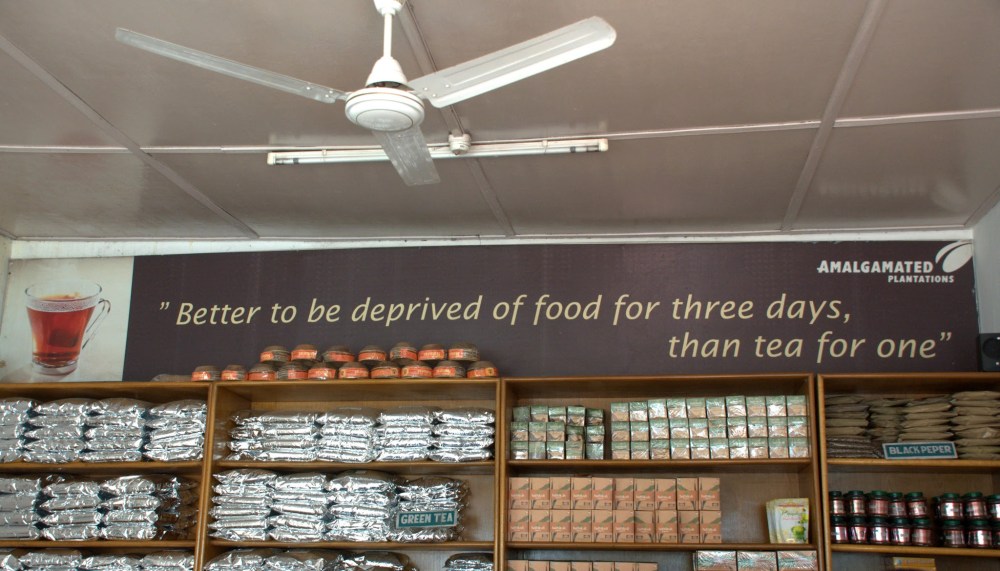 AMALGAMATED
PLANTATIONS
"Better to be deprived of food for three days,
than tea for one"
BLACK PEPER
GREEN TEA